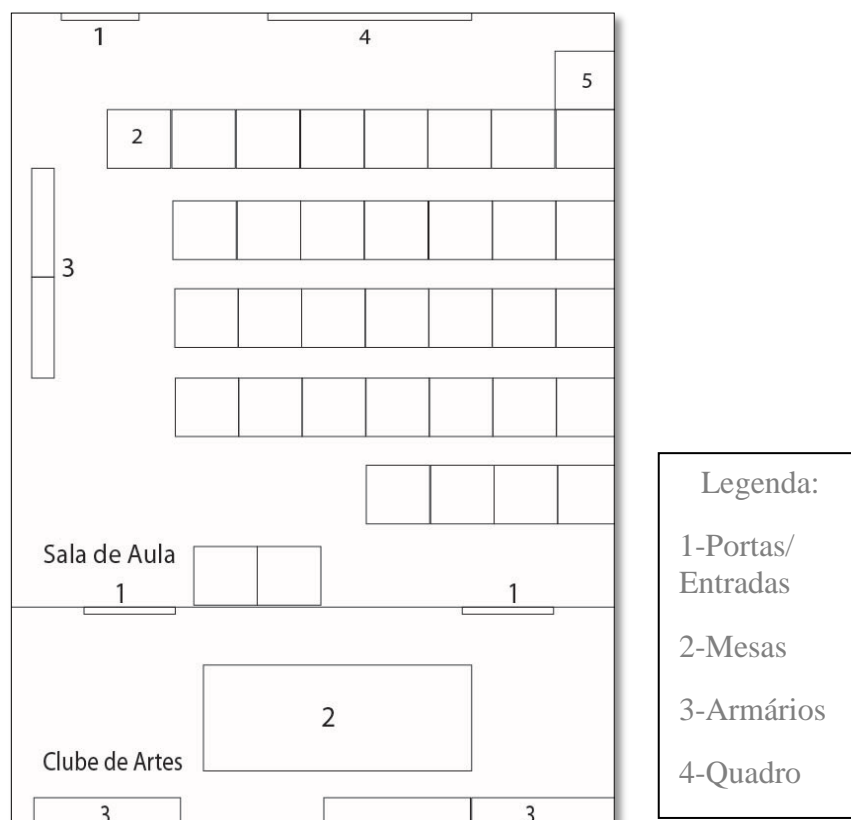 1
4
5
2
3
Sala de Aula
1
1
2
Clube de Artes
3
3
Legenda:
1-Portas/
Entradas
2-Mesas
3-Armários
4-Quadro